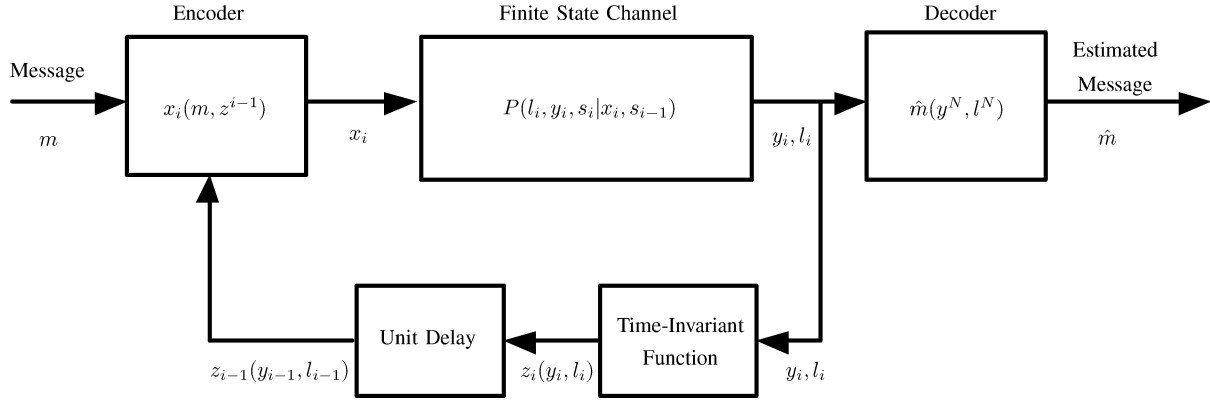 Encoder
Finite State Channel
Decoder
Message
x_i(m, z^{i-1})
P(l_i, y_i, s_i|x_i, s_{i-1})
m̂(y^N, l^N)
Estimated
Message
m
x_i
y_i, l_i
m̂
Unit Delay
Time-Invariant
Function
z_{i-1}(y_{i-1}, l_{i-1})
z_i(y_i, l_i)
y_i, l_i